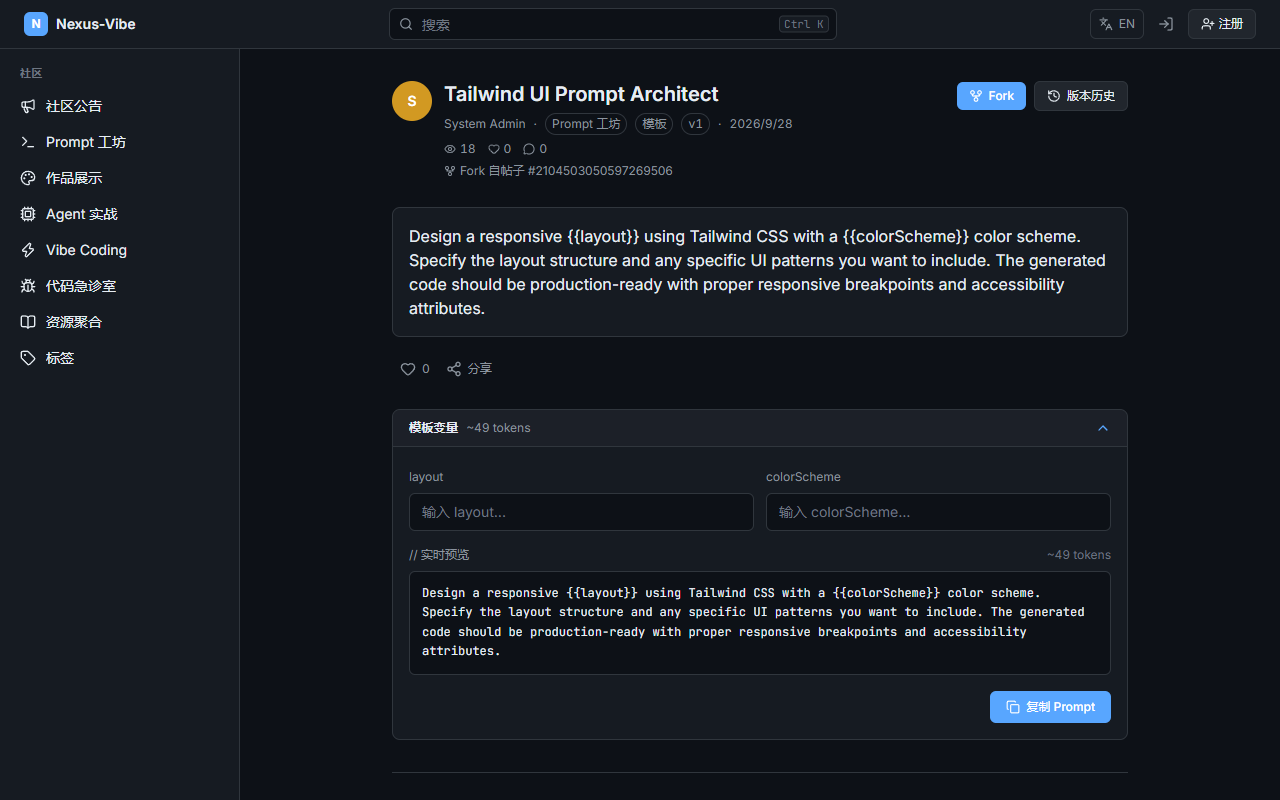 N Nexus-Vibe
搜索 Ctrl K
EN
注册
社区
社区公告
Prompt 工坊
作品展示
Agent 实战
Vibe Coding
代码急诊室
资源聚合
标签
S
Tailwind UI Prompt Architect
Fork
版本历史
System Admin · Prompt 工坊 模板 v1 · 2026/9/28
18 0 0
Fork 自帖子 #2104503050597269506
Design a responsive {{layout}} using Tailwind CSS with a {{colorScheme}} color scheme.
Specify the layout structure and any specific UI patterns you want to include. The generated
code should be production-ready with proper responsive breakpoints and accessibility
attributes.
0 分享
模板变量 ~49 tokens
layout colorScheme
输入 layout... 输入 colorScheme...
// 实时预览 ~49 tokens
Design a responsive {{layout}} using Tailwind CSS with a {{colorScheme}} color scheme.
Specify the layout structure and any specific UI patterns you want to include. The generated
code should be production-ready with proper responsive breakpoints and accessibility
attributes.
复制 Prompt